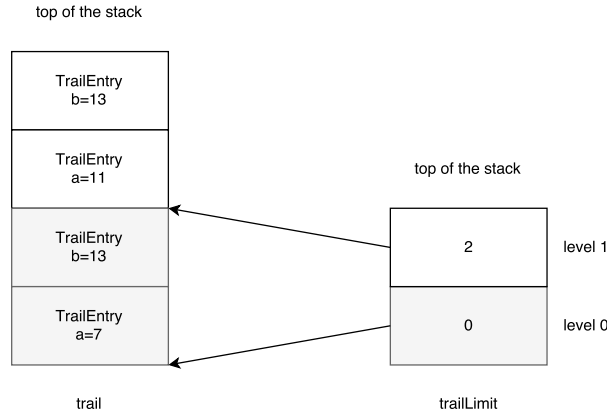 top of the stack
TrailEntry
b=13
TrailEntry
a=11
TrailEntry
b=13
TrailEntry
a=7
trail
top of the stack
2
level 1
0
level 0
trailLimit